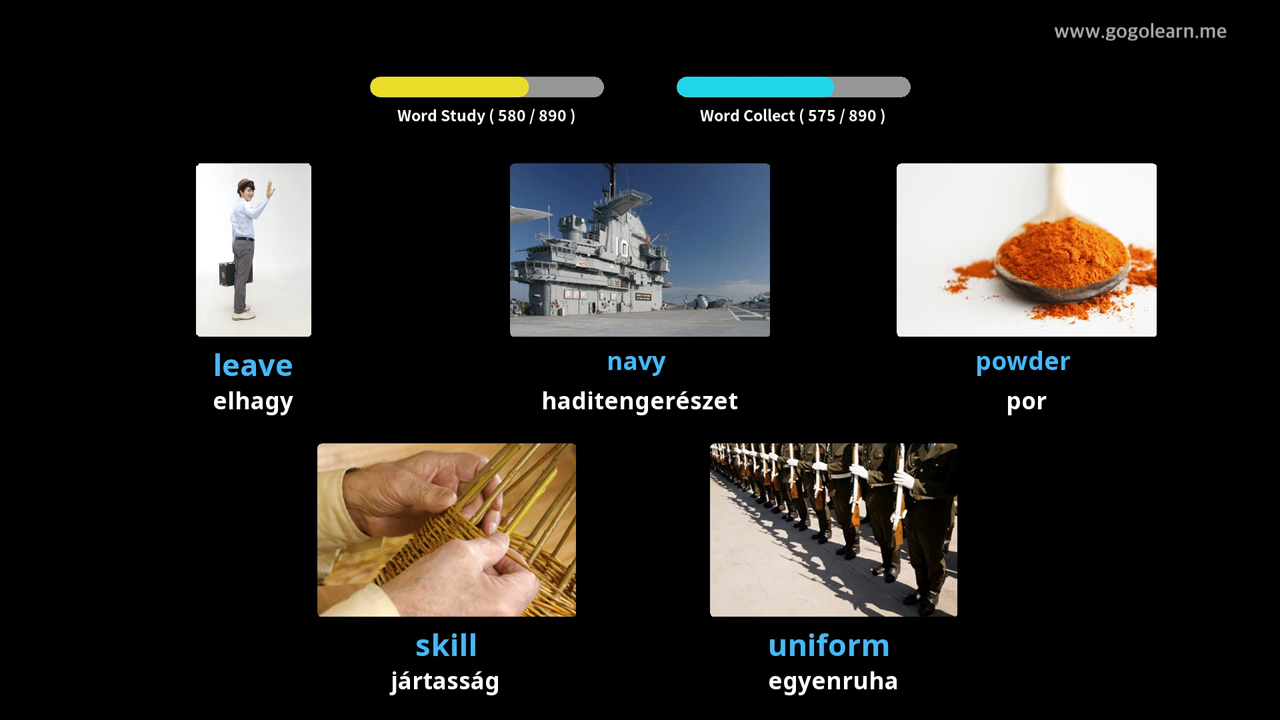 www.gogolearn.me
Word Study ( 580 / 890 )
Word Collect ( 575 / 890 )
leave
elhagy
navy
haditengerészet
powder
por
skill
jártasság
uniform
egyenruha